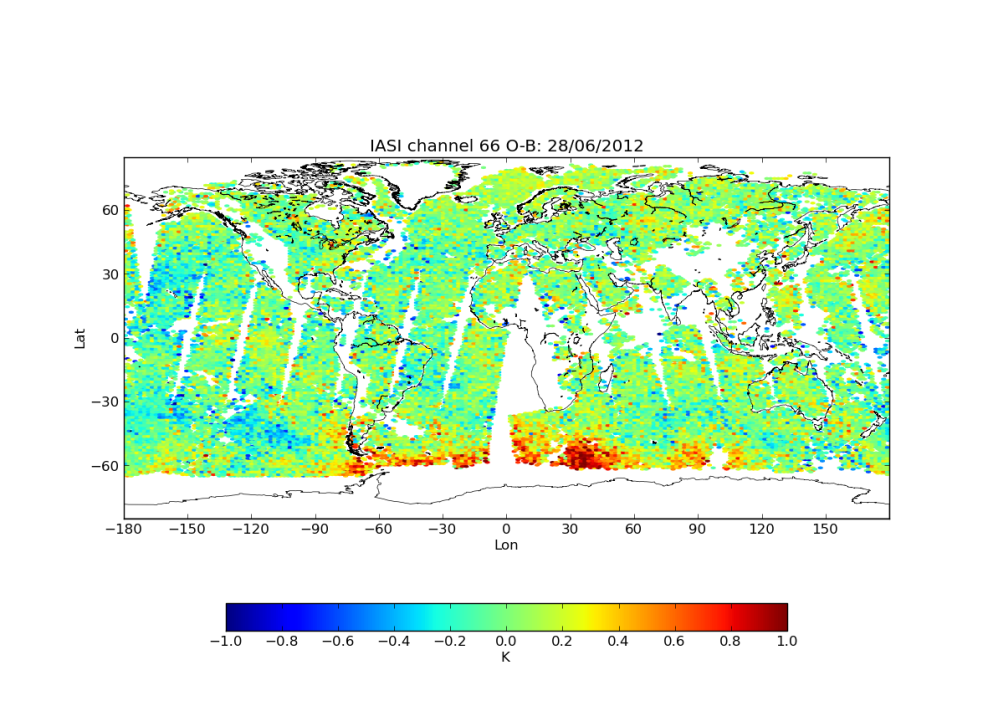 IASI channel 66 O-B: 28/06/2012
Lat
60
30
0
−30
−60
−180 −150 −120 −90 −60 −30 0 30 60 90 120 150
Lon
−1.0 −0.8 −0.6 −0.4 −0.2 0.0 0.2 0.4 0.6 0.8 1.0
K